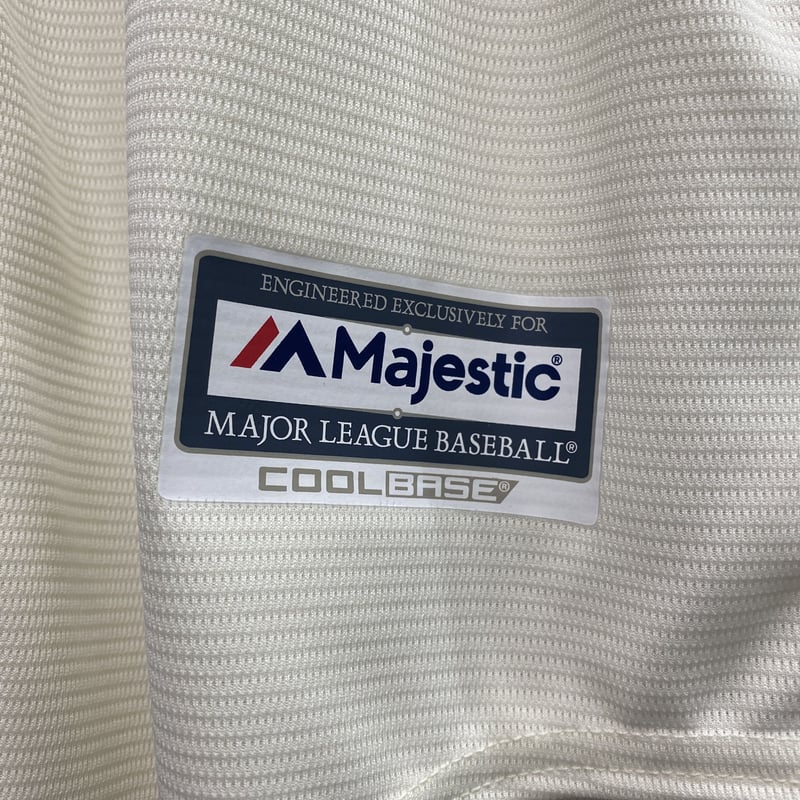 ENGINEERED EXCLUSIVELY FOR
Majestic®
MAJOR LEAGUE BASEBALL®
COOLBASE®